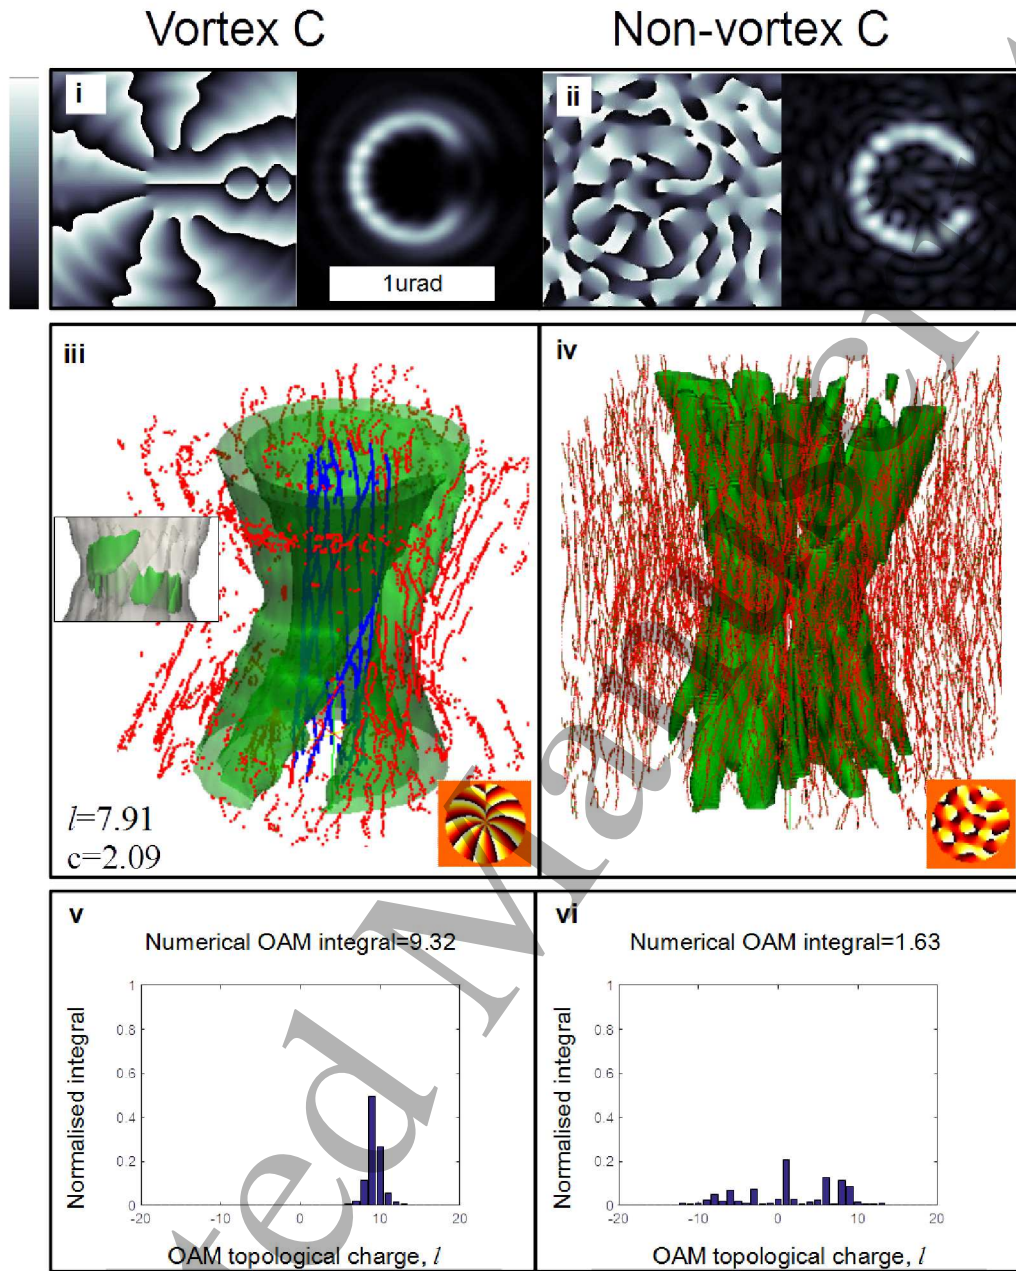 Vortex C
Non-vortex C
i
ii
1urad
iii
iv
l=7.91
c=2.09
v
vi
Numerical OAM integral=9.32
Numerical OAM integral=1.63
Normalised integral
1
0.8
0.6
0.4
0.2
0
-20
-10
0
10
20
OAM topological charge, l
Normalised integral
1
0.8
0.6
0.4
0.2
0
-20
-10
0
10
20
OAM topological charge, l